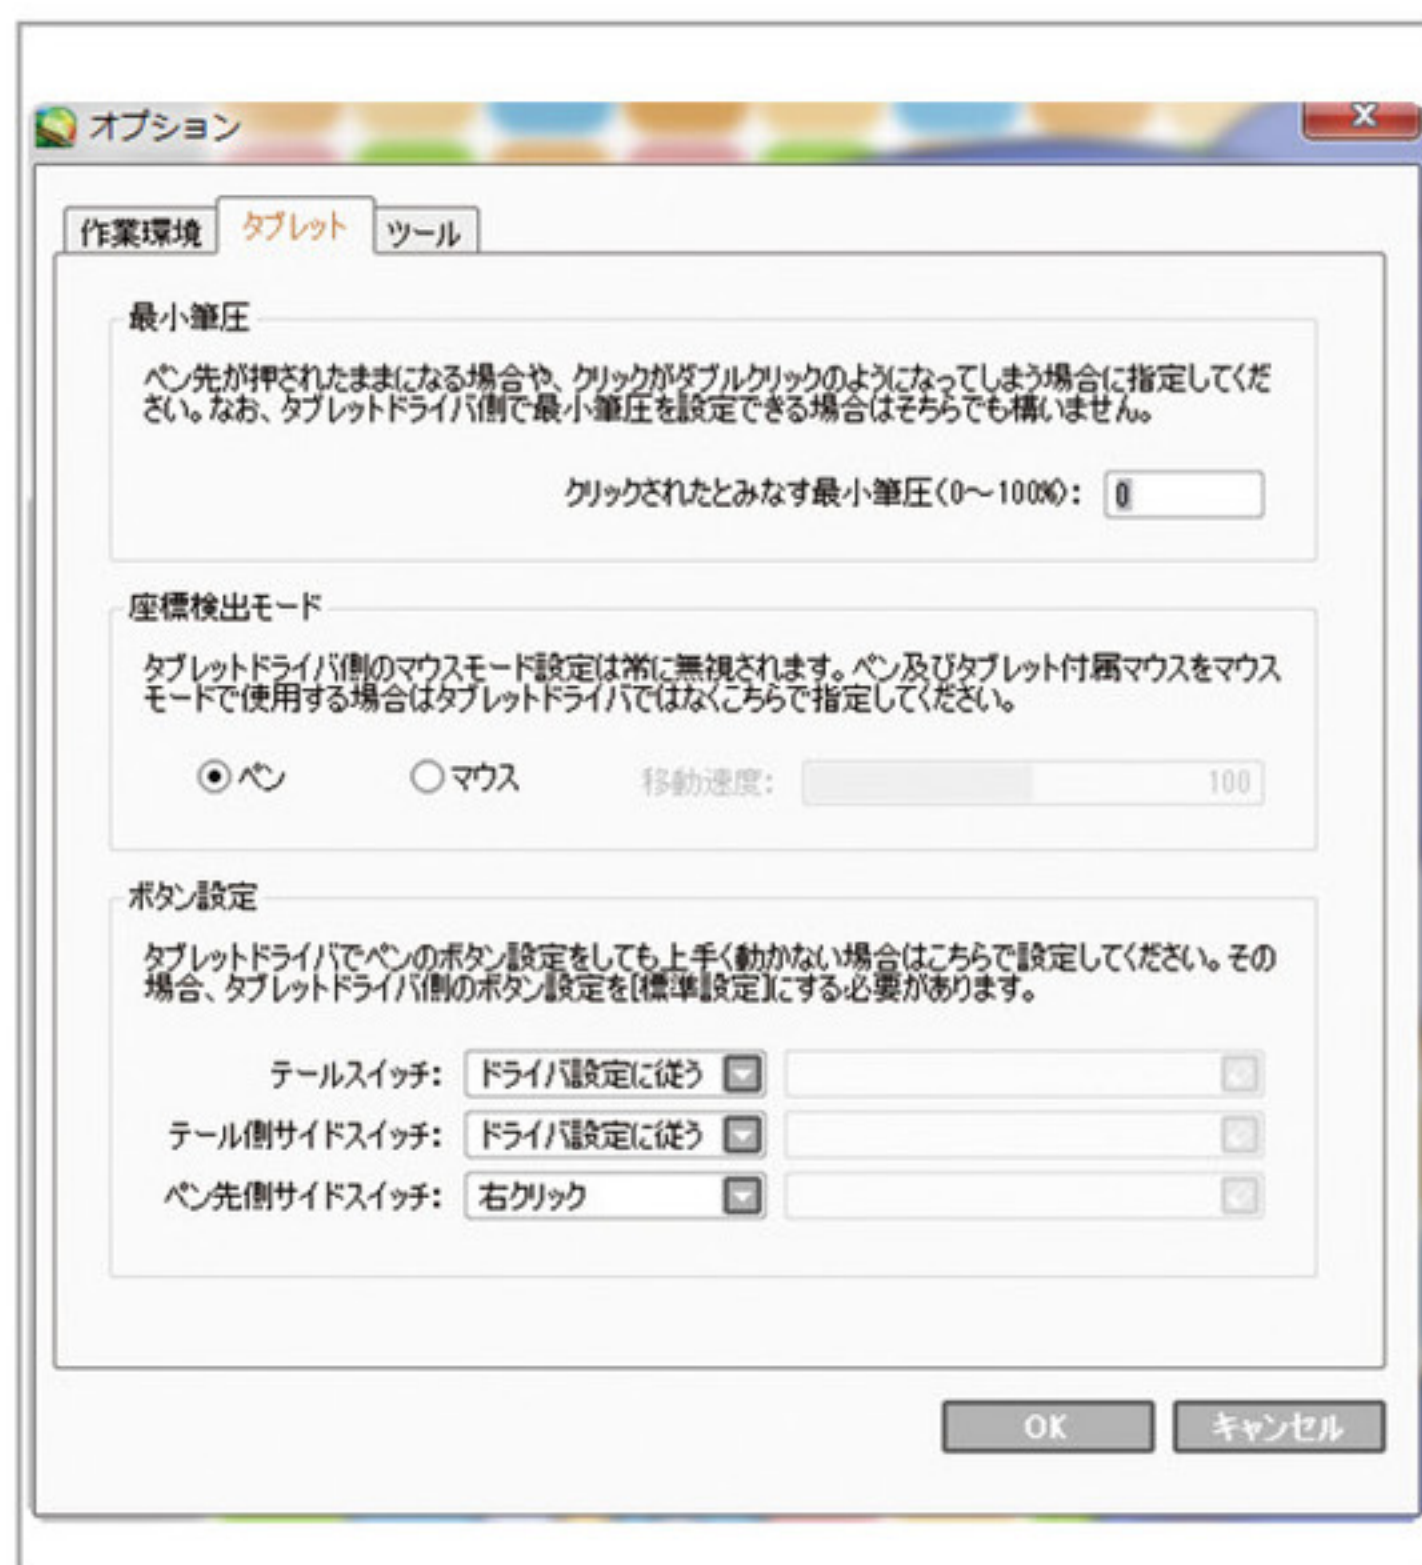 オプション
作業環境 タブレット ツール
最小筆圧
ペン先が押されたままになる場合や、クリックがダブルクリックのようになってしまう場合に指定してくだ
さい。なお、タブレットドライバ側で最小筆圧を設定できる場合はそちらでも構いません。
クリックされたとみなす最小筆圧(0～100%): 0
座標検出モード
タブレットドライバ側のマウスモード設定は常に無視されます。ペン及びタブレット付属マウスをマウス
モードで使用する場合はタブレットドライバではなくこちらで指定してください。
ペン マウス 移動速度: 100
ボタン設定
タブレットドライバでペンのボタン設定をしても上手く動かない場合はこちらで設定してください。その
場合、タブレットドライバ側のボタン設定を[標準設定]にする必要があります。
テールスイッチ: ドライバ設定に従う
テール側サイドスイッチ: ドライバ設定に従う
ペン先側サイドスイッチ: 右クリック
OK キャンセル